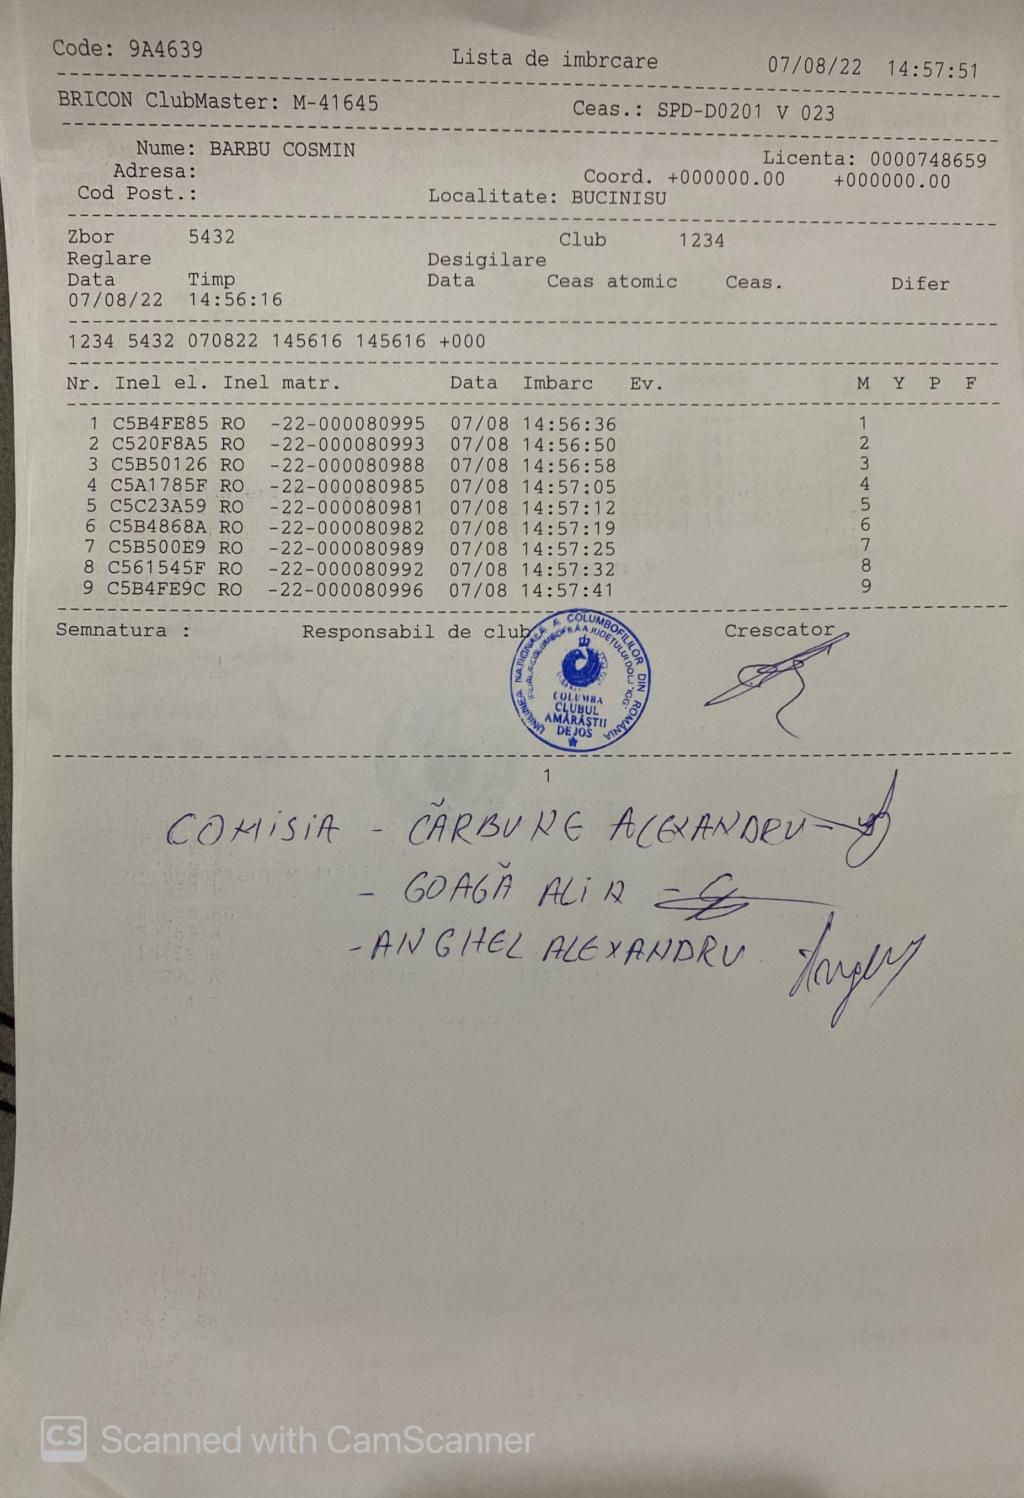 Code: 9A4639 Lista de imbrcare 07/08/22 14:57:51
BRICON ClubMaster: M-41645 Ceas.: SPD-D0201 V 023
Nume: BARBU COSMIN Licenta: 0000748659
Adresa: Coord. +000000.00 +000000.00
Cod Post.: Localitate: BUCINISU
Zbor 5432 Club 1234
Reglare Desigilare
Data Timp Data Ceas atomic Ceas. Difer
07/08/22 14:56:16
1234 5432 070822 145616 145616 +000
Nr. Inel el. Inel matr. Data Imbarc Ev. M Y P F
1 C5B4FE85 RO -22-000080995 07/08 14:56:36 1
2 C520F8A5 RO -22-000080993 07/08 14:56:50 2
3 C5B50126 RO -22-000080988 07/08 14:56:58 3
4 C5A1785F RO -22-000080985 07/08 14:57:05 4
5 C5C23A59 RO -22-000080981 07/08 14:57:12 5
6 C5B4868A RO -22-000080982 07/08 14:57:19 6
7 C5B500E9 RO -22-000080989 07/08 14:57:25 7
8 C561545F RO -22-000080992 07/08 14:57:32 8
9 C5B4FE9C RO -22-000080996 07/08 14:57:41 9
Semnatura : Responsabil de club Crescator
UNIUNEA NAȚIONALĂ A COLUMBOFILILOR DIN ROMÂNIA
COLUMBA
CLUBUL
AMĂRĂȘTII
DE JOS
1
COMISIA - CĂRBUNE ALEXANDRU -
- GOAGĂ ALIN -
- ANGHEL ALEXANDRU
CS Scanned with CamScanner